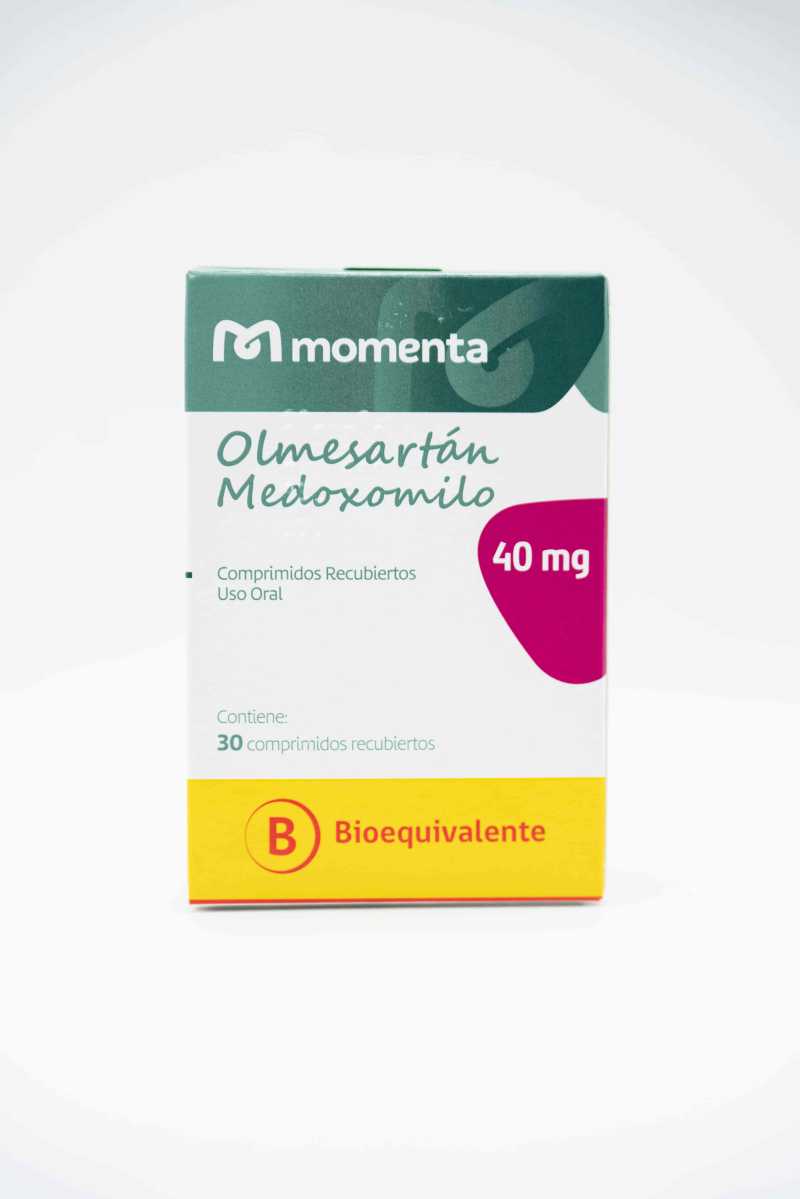 momenta
Olmesartán
Medoxomilo
40 mg
Comprimidos Recubiertos
Uso Oral
Contiene:
30 comprimidos recubiertos
B Bioequivalente